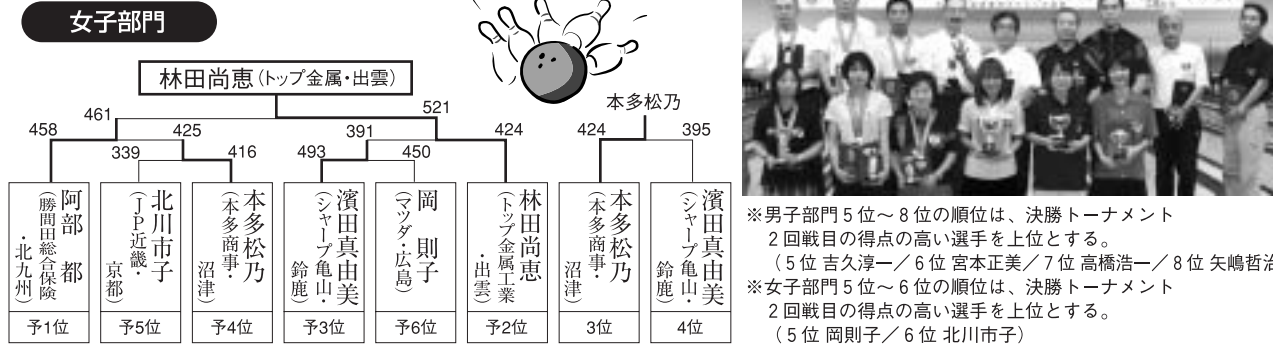 女子部門
林田尚恵(トップ金属・出雲)
461
521
458
425
391
424
339
416
493
450
阿部 都
(勝間田総合保険
・北九州)
予1位
北川市子
(JP近畿・
京都)
予5位
本多松乃
(本多商事・
沼津)
予4位
濱田真由美
(シャープ亀山・
鈴鹿)
予3位
岡 則子
(マツダ・広島)
予6位
林田尚恵
(トップ金属工業
・出雲)
予2位
本多松乃
424
395
本多松乃
(本多商事・
沼津)
3位
濱田真由美
(シャープ亀山・
鈴鹿)
4位
※男子部門5位〜8位の順位は、決勝トーナメント
2回戦目の得点の高い選手を上位とする。
(5位 吉久淳一/6位 宮本正美/7位 高橋浩一/8位 矢嶋哲治
※女子部門5位〜6位の順位は、決勝トーナメント
2回戦目の得点の高い選手を上位とする。
(5位 岡則子/6位 北川市子)